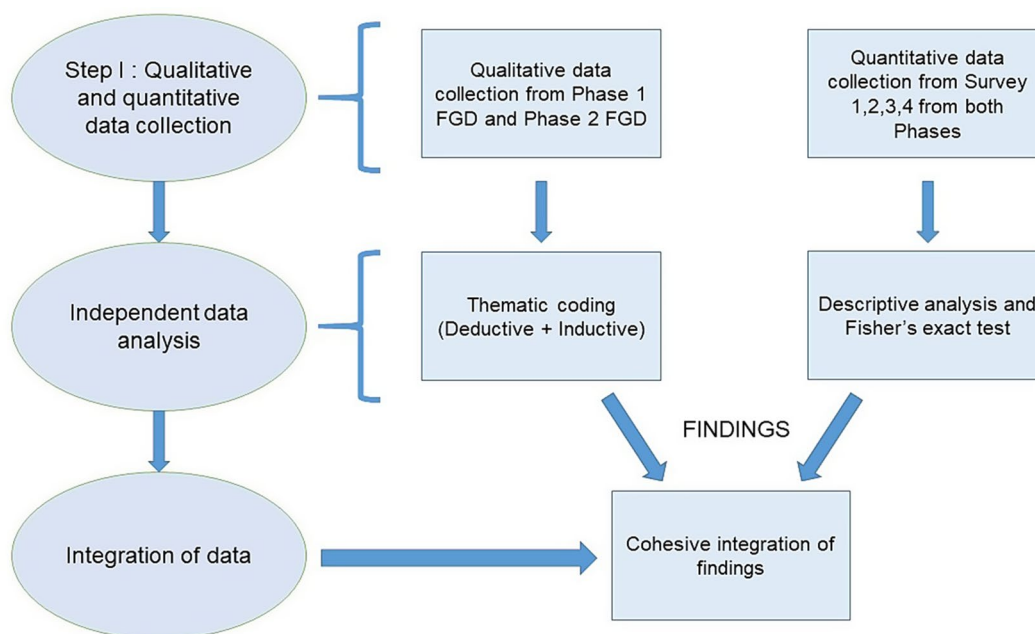 Step I : Qualitative
and quantitative
data collection
Qualitative data
collection from Phase 1
FGD and Phase 2 FGD
Quantitative data
collection from Survey
1,2,3,4 from both
Phases
Independent data
analysis
Thematic coding
(Deductive + Inductive)
Descriptive analysis and
Fisher’s exact test
FINDINGS
Integration of data
Cohesive integration of
findings